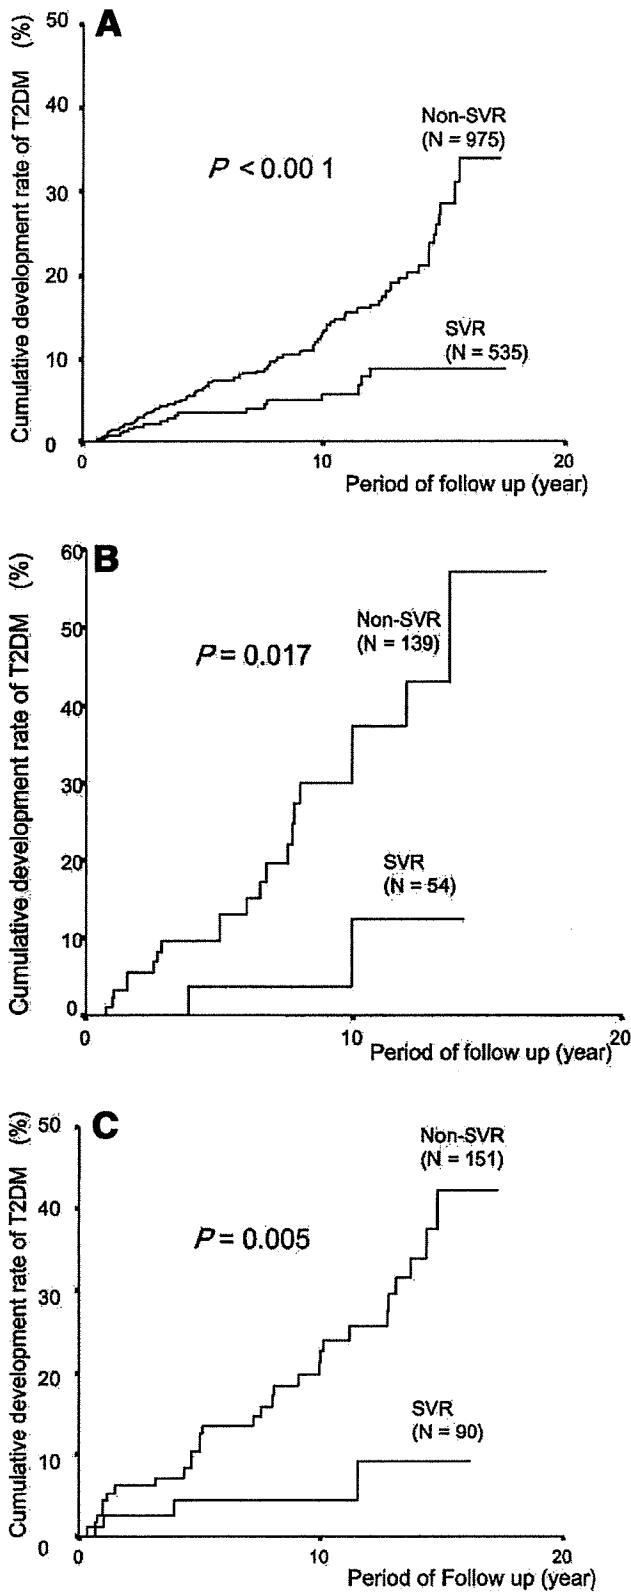 A
Cumulative development rate of T2DM (%)
50
40
30
20
10
0
Non-SVR
(N = 975)
P < 0.00 1
SVR
(N = 535)
0 10 20
Period of follow up (year)
B
Cumulative development rate of T2DM (%)
60
50
40
30
20
10
0
Non-SVR
(N = 139)
P = 0.017
SVR
(N = 54)
0 10 20
Period of follow up (year)
C
Cumulative development rate of T2DM (%)
50
40
30
20
10
0
Non-SVR
(N = 151)
P = 0.005
SVR
(N = 90)
0 10 20
Period of Follow up (year)